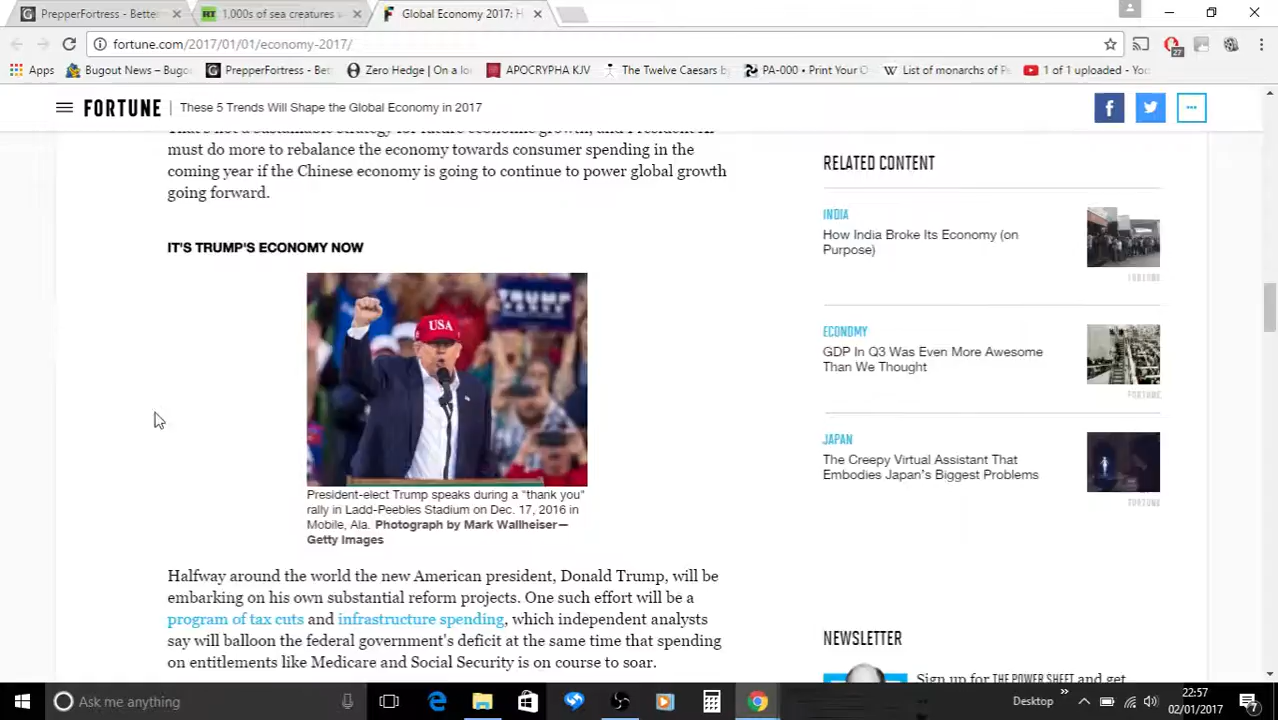 PrepperFortress - Bette
RT 1,000s of sea creatures
Global Economy 2017: H
fortune.com/2017/01/01/economy-2017/
27
Apps Bugout News – Bugo PrepperFortress - Bet Zero Hedge | On a lo APOCRYPHA KJV The Twelve Caesars b PA-000 • Print Your O List of monarchs of Pe 1 of 1 uploaded - You
FORTUNE | These 5 Trends Will Shape the Global Economy in 2017
That's not a sustainable strategy for future economic growth, and President Xi
must do more to rebalance the economy towards consumer spending in the
coming year if the Chinese economy is going to continue to power global growth
going forward.
IT'S TRUMP'S ECONOMY NOW
TRUMP
USA
President-elect Trump speaks during a "thank you"
rally in Ladd-Peebles Stadium on Dec. 17, 2016 in
Mobile, Ala. Photograph by Mark Wallheiser—
Getty Images
Halfway around the world the new American president, Donald Trump, will be
embarking on his own substantial reform projects. One such effort will be a
program of tax cuts and infrastructure spending, which independent analysts
say will balloon the federal government's deficit at the same time that spending
on entitlements like Medicare and Social Security is on course to soar.
RELATED CONTENT
INDIA
How India Broke Its Economy (on
Purpose)
FORTUNE
ECONOMY
GDP In Q3 Was Even More Awesome
Than We Thought
FORTUNE
JAPAN
The Creepy Virtual Assistant That
Embodies Japan's Biggest Problems
FORTUNE
NEWSLETTER
Sign up for THE POWER SHEET and get
Ask me anything
Desktop
22:57
02/01/2017
7